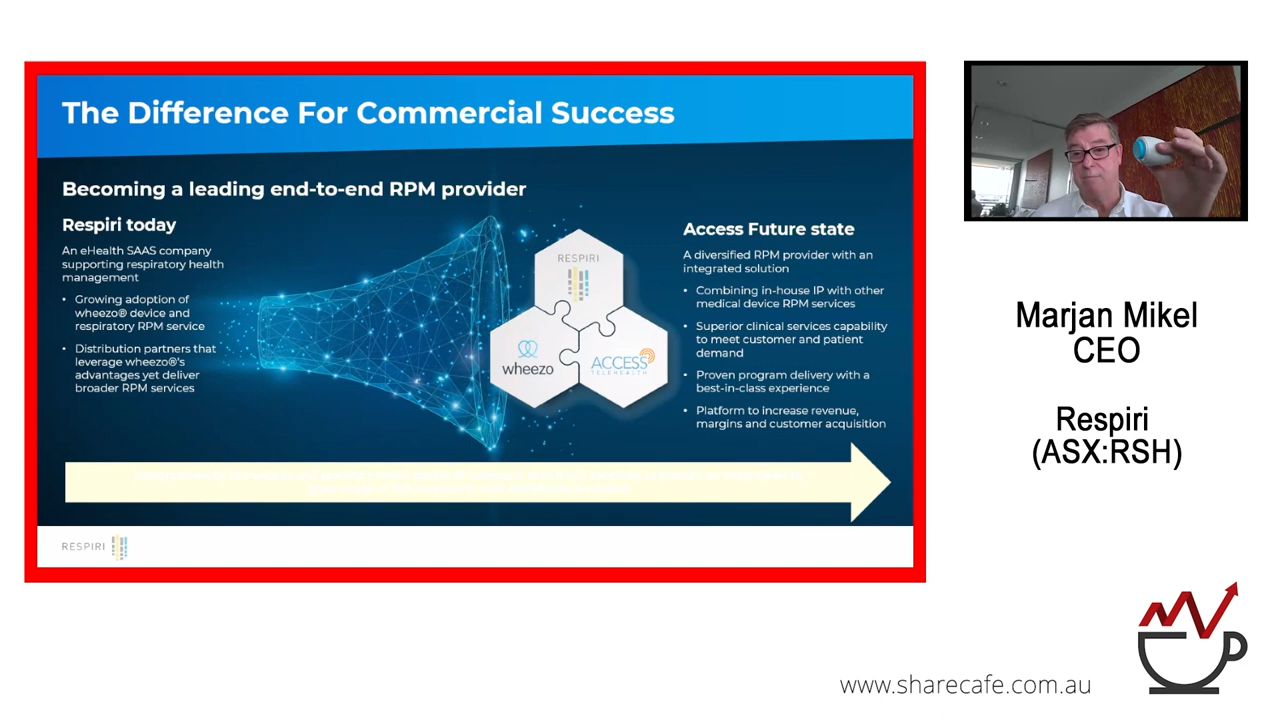 The Difference For Commercial Success
Becoming a leading end-to-end RPM provider
Respiri today
An eHealth SAAS company
supporting respiratory health
management
• Growing adoption of
wheezo® device and
respiratory RPM service
• Distribution partners that
leverage wheezo®'s
advantages yet deliver
broader RPM services
RESPIRI
wheezo
ACCESS
TELEHEALTH
Access Future state
A diversified RPM provider with an
integrated solution
• Combining in-house IP with other
medical device RPM services
• Superior clinical services capability
to meet customer and patient
demand
• Proven program delivery with a
best-in-class experience
• Platform to increase revenue,
margins and customer acquisition
RESPIRI
Marjan Mikel
CEO
Respiri
(ASX:RSH)
www.sharecafe.com.au